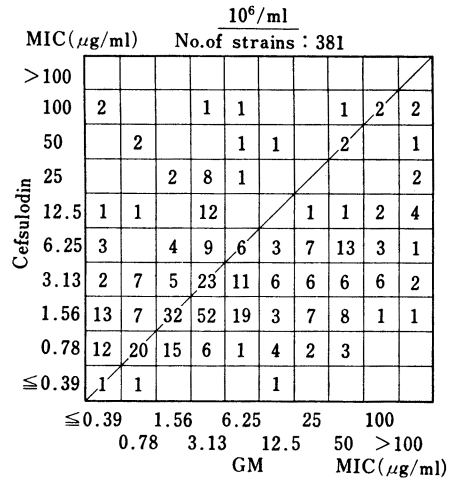 10⁶/ml
MIC(μg/ml) No.of strains：381
>100
100 2 1 1 1 2 2
50 2 1 1 2 1
25 2 8 1 2
12.5 1 1 12 1 1 2 4
6.25 3 4 9 6 3 7 13 3 1
3.13 2 7 5 23 11 6 6 6 6 2
1.56 13 7 32 52 19 3 7 8 1 1
0.78 12 20 15 6 1 4 2 3
≦0.39 1 1 1
Cefsulodin
≦0.39 1.56 6.25 25 100
0.78 3.13 12.5 50 >100
GM MIC(μg/ml)